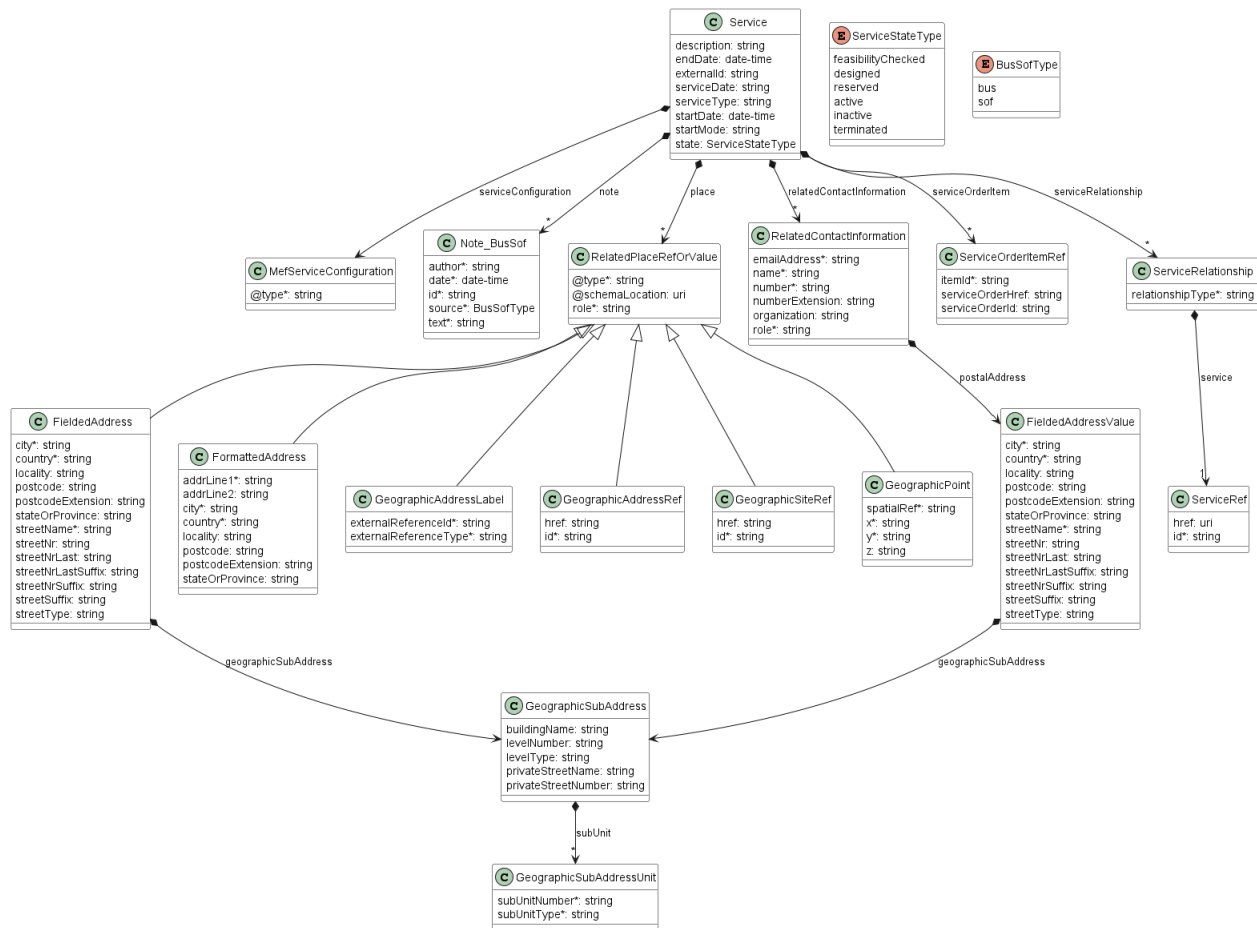 C Service
description: string
endDate: date-time
externalId: string
serviceDate: string
serviceType: string
startDate: date-time
startMode: string
state: ServiceStateType
E ServiceStateType
feasibilityChecked
designed
reserved
active
inactive
terminated
E BusSofType
bus
sof
serviceConfiguration
note
*
place
*
relatedContactInformation
*
serviceOrderItem
*
serviceRelationship
*
C MefServiceConfiguration
@type*: string
C Note_BusSof
author*: string
date*: date-time
id*: string
source*: BusSofType
text*: string
C RelatedPlaceRefOrValue
@type*: string
@schemaLocation: uri
role*: string
C RelatedContactInformation
emailAddress*: string
name*: string
number*: string
numberExtension: string
organization: string
role*: string
C ServiceOrderItemRef
itemId*: string
serviceOrderHref: string
serviceOrderId: string
C ServiceRelationship
relationshipType*: string
postalAddress
service
1
C FieldedAddress
city*: string
country*: string
locality: string
postcode: string
postcodeExtension: string
stateOrProvince: string
streetName*: string
streetNr: string
streetNrLast: string
streetNrLastSuffix: string
streetNrSuffix: string
streetSuffix: string
streetType: string
C FormattedAddress
addrLine1*: string
addrLine2: string
city*: string
country*: string
locality: string
postcode: string
postcodeExtension: string
stateOrProvince: string
C GeographicAddressLabel
externalReferenceId*: string
externalReferenceType*: string
C GeographicAddressRef
href: string
id*: string
C GeographicSiteRef
href: string
id*: string
C GeographicPoint
spatialRef*: string
x*: string
y*: string
z: string
C FieldedAddressValue
city*: string
country*: string
locality: string
postcode: string
postcodeExtension: string
stateOrProvince: string
streetName*: string
streetNr: string
streetNrLast: string
streetNrLastSuffix: string
streetNrSuffix: string
streetSuffix: string
streetType: string
C ServiceRef
href: uri
id*: string
geographicSubAddress
geographicSubAddress
C GeographicSubAddress
buildingName: string
levelNumber: string
levelType: string
privateStreetName: string
privateStreetNumber: string
subUnit
*
C GeographicSubAddressUnit
subUnitNumber*: string
subUnitType*: string